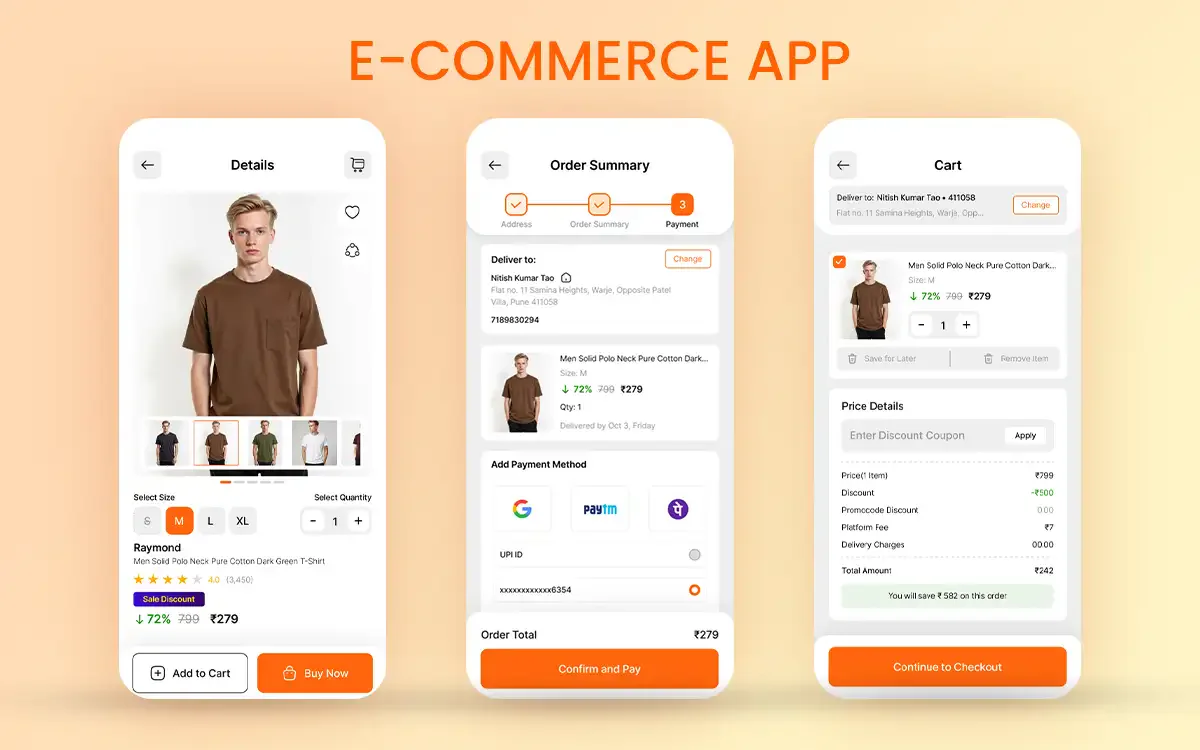 E-COMMERCE APP
Details
Select Size
Select Quantity
S
M
L
XL
- 1 +
Raymond
Men Solid Polo Neck Pure Cotton Dark Green T-Shirt
4.0 (3,450)
Sale Discount
↓ 72% 799 ₹279
Add to Cart
Buy Now
Order Summary
3
Address
Order Summary
Payment
Deliver to:
Change
Nitish Kumar Tao
Flat no. 11 Samina Heights, Warje, Opposite Patel
Villa, Pune 411058
7189830294
Men Solid Polo Neck Pure Cotton Dark...
Size: M
↓ 72% 799 ₹279
Qty: 1
Delivered by Oct 3, Friday
Add Payment Method
G
paytm
पे
UPI ID
xxxxxxxxxxxx6354
Order Total
₹279
Confirm and Pay
Cart
Deliver to: Nitish Kumar Tao • 411058
Flat no. 11 Samina Heights, Warje, Opp...
Change
Men Solid Polo Neck Pure Cotton Dark...
Size: M
↓ 72% 799 ₹279
- 1 +
Save for Later
Remove Item
Price Details
Enter Discount Coupon
Apply
Price(1 Item) ₹799
Discount -₹500
Promocode Discount 0.00
Platform Fee ₹7
Delivery Charges 00.00
Total Amount ₹242
You will save ₹ 582 on this order
Continue to Checkout